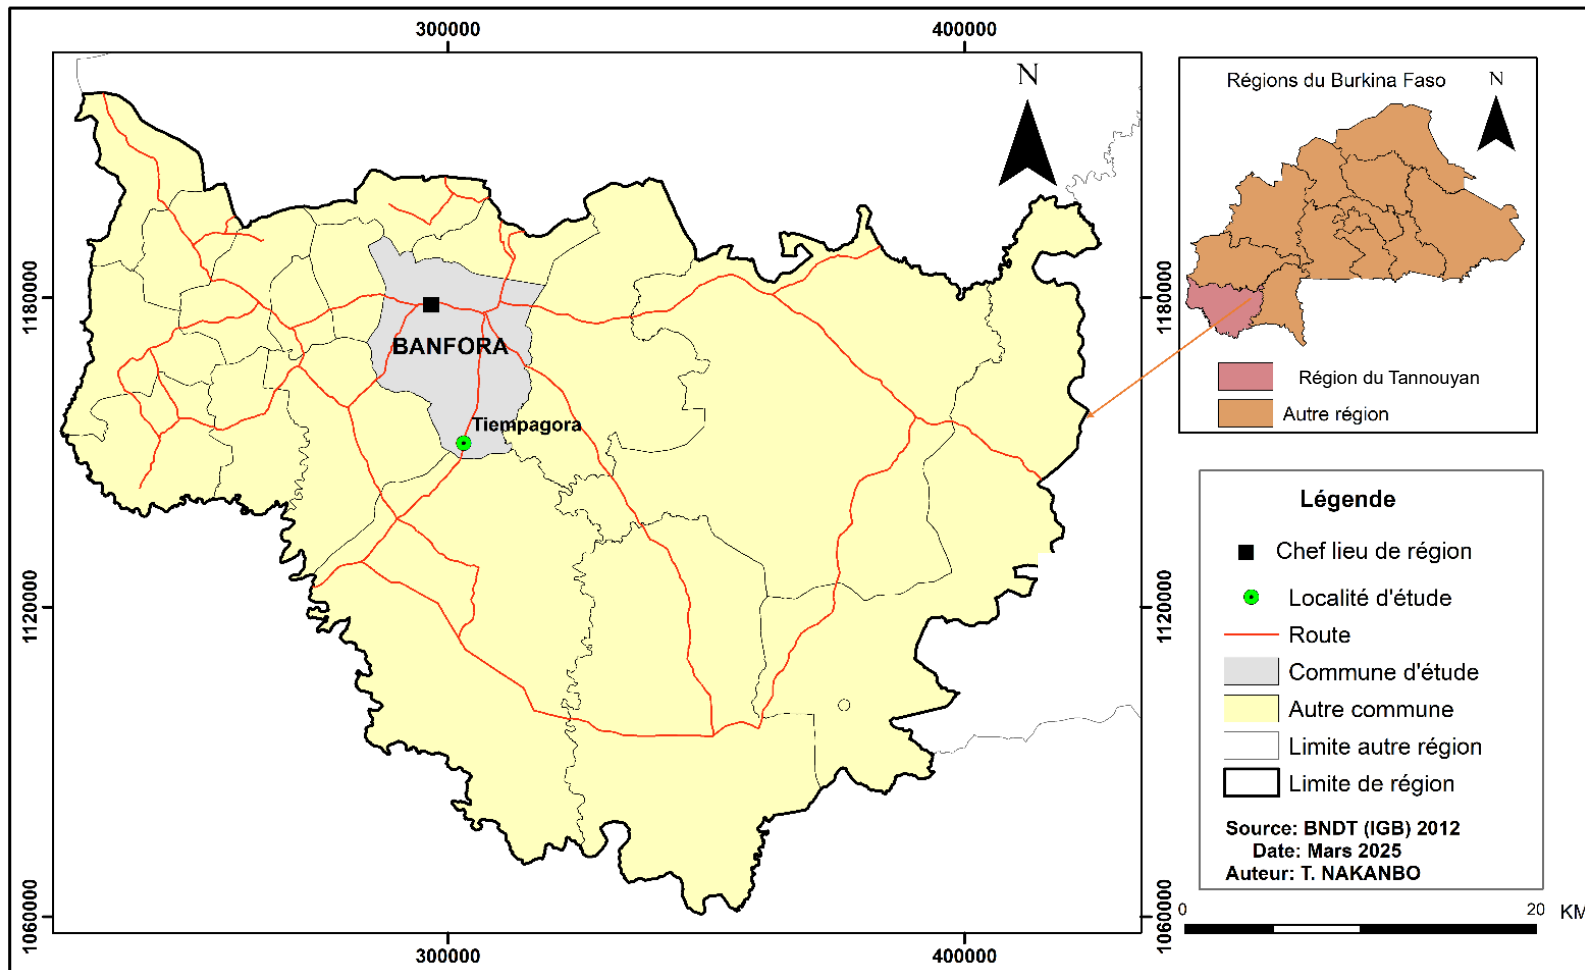 300000
400000
N
1180000
1180000
BANFORA
Tiempagora
1120000
1120000
1060000
1060000
300000
400000
Régions du Burkina Faso
N
Région du Tannouyan
Autre région
Légende
Chef lieu de région
Localité d'étude
Route
Commune d'étude
Autre commune
Limite autre région
Limite de région
Source: BNDT (IGB) 2012
Date: Mars 2025
Auteur: T. NAKANBO
0
20
KM